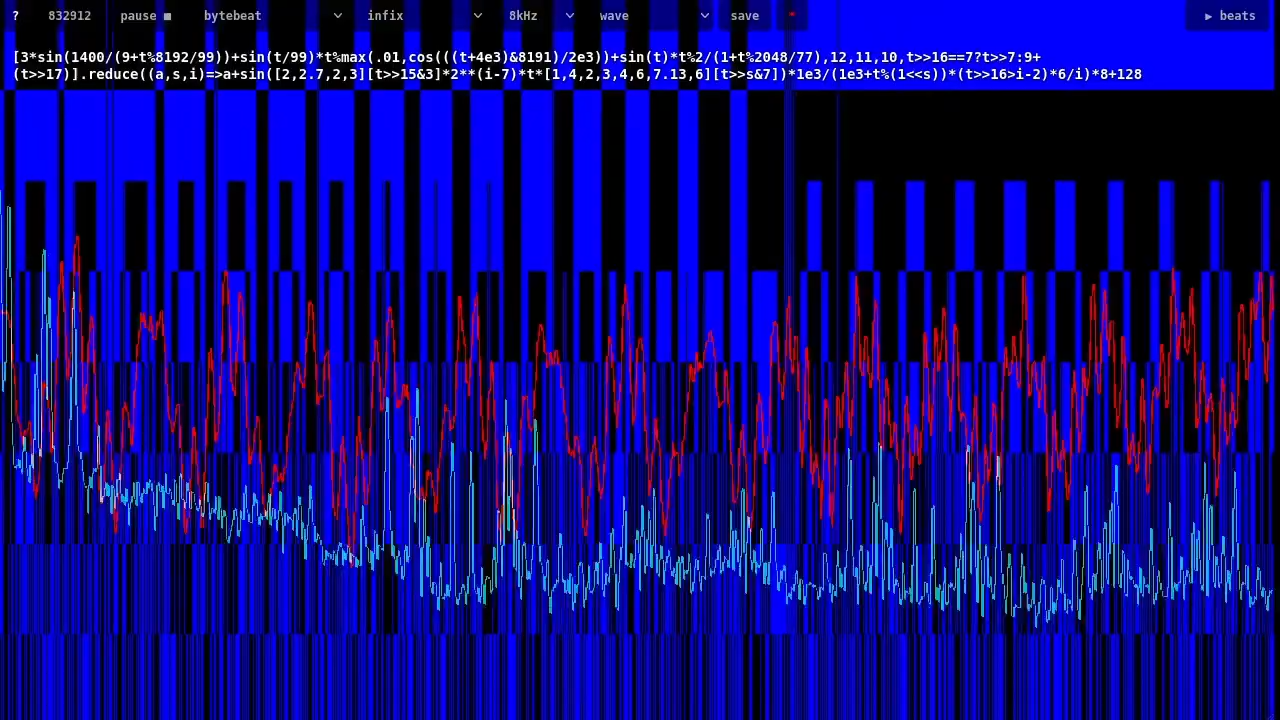 ? 832912 pause ■ bytebeat infix 8kHz wave save * ▶ beats
[3*sin(1400/(9+t%8192/99))+sin(t/99)*t%max(.01,cos(((t+4e3)&8191)/2e3))+sin(t)*t%2/(1+t%2048/77),12,11,10,t>>16==7?t>>7:9+
(t>>17)].reduce((a,s,i)=>a+sin([2,2.7,2,3][t>>15&3]*2**(i-7)*t*[1,4,2,3,4,6,7.13,6][t>>s&7])*1e3/(1e3+t%(1<<s))*(t>>16>i-2)*6/i)*8+128